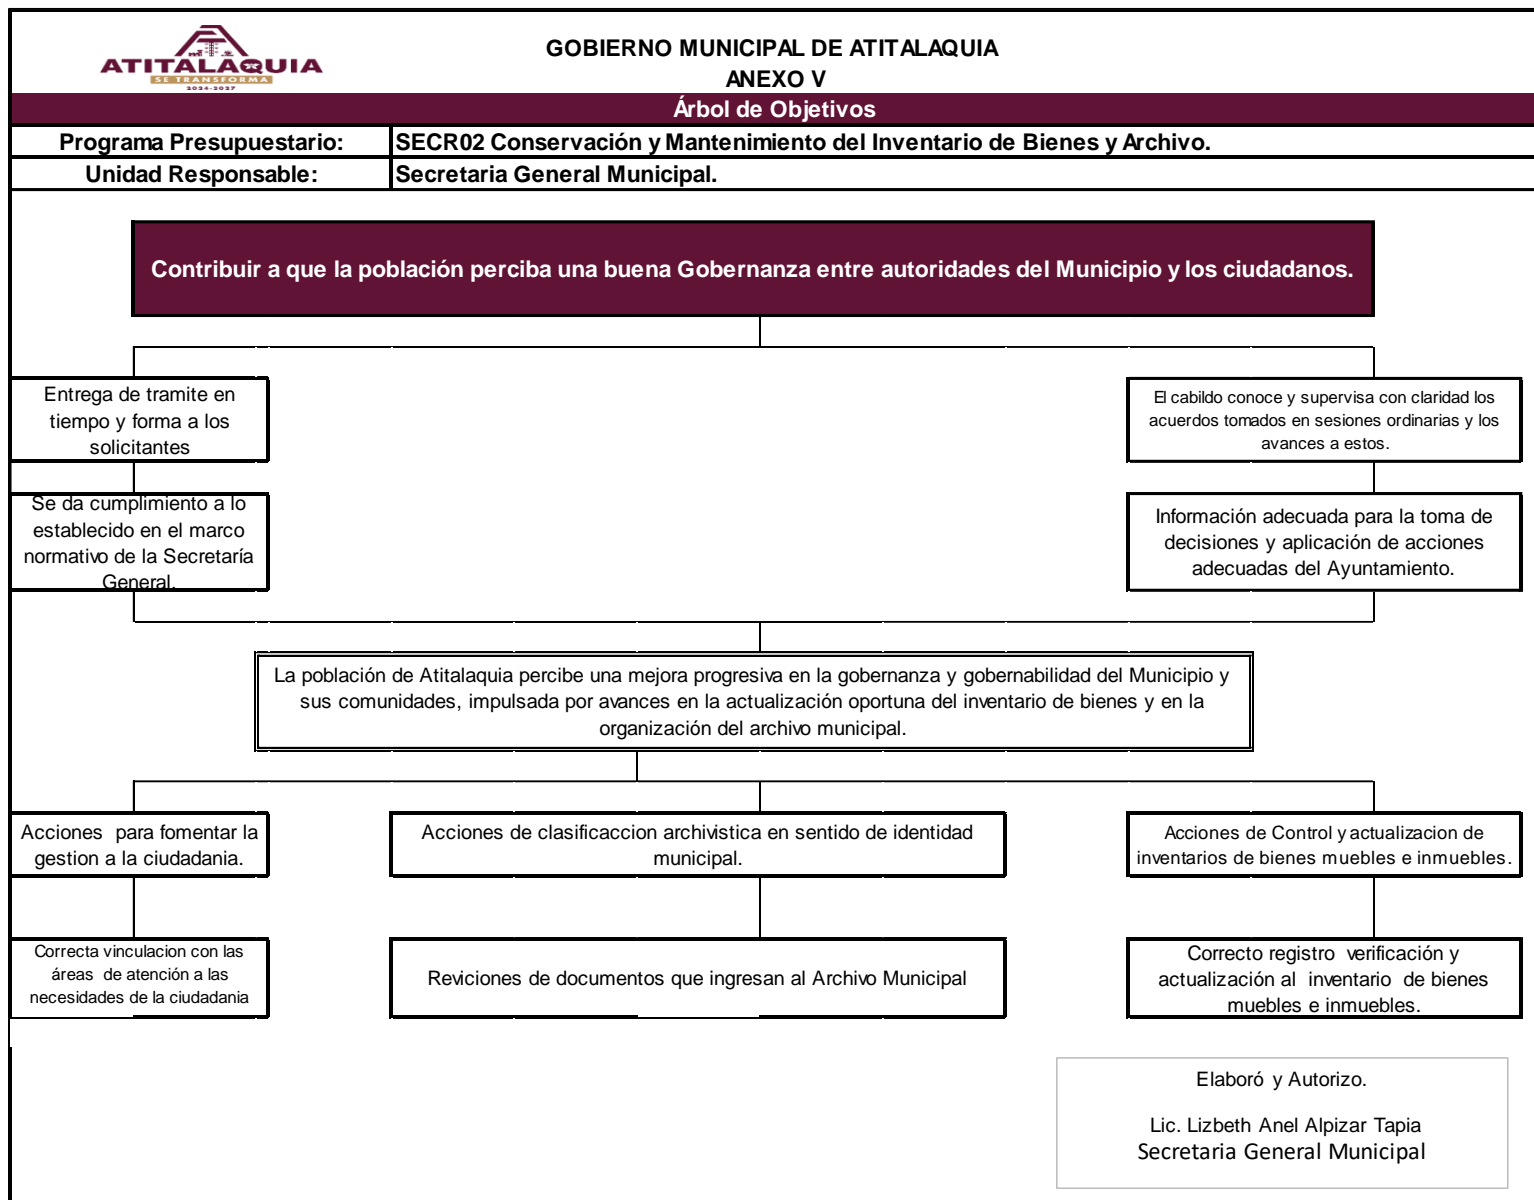 ATITALAQUIA
SE TRANSFORMA
2024-2027
GOBIERNO MUNICIPAL DE ATITALAQUIA
ANEXO V
Árbol de Objetivos
Programa Presupuestario:
SECR02 Conservación y Mantenimiento del Inventario de Bienes y Archivo.
Unidad Responsable:
Secretaria General Municipal.
Contribuir a que la población perciba una buena Gobernanza entre autoridades del Municipio y los ciudadanos.
Entrega de tramite en
tiempo y forma a los
solicitantes
El cabildo conoce y supervisa con claridad los
acuerdos tomados en sesiones ordinarias y los
avances a estos.
Se da cumplimiento a lo
establecido en el marco
normativo de la Secretaría
General.
Información adecuada para la toma de
decisiones y aplicación de acciones
adecuadas del Ayuntamiento.
La población de Atitalaquia percibe una mejora progresiva en la gobernanza y gobernabilidad del Municipio y
sus comunidades, impulsada por avances en la actualización oportuna del inventario de bienes y en la
organización del archivo municipal.
Acciones para fomentar la
gestion a la ciudadania.
Acciones de clasificaccion archivistica en sentido de identidad
municipal.
Acciones de Control y actualizacion de
inventarios de bienes muebles e inmuebles.
Correcta vinculacion con las
áreas de atención a las
necesidades de la ciudadania
Reviciones de documentos que ingresan al Archivo Municipal
Correcto registro verificación y
actualización al inventario de bienes
muebles e inmuebles.
Elaboró y Autorizo.
Lic. Lizbeth Anel Alpizar Tapia
Secretaria General Municipal